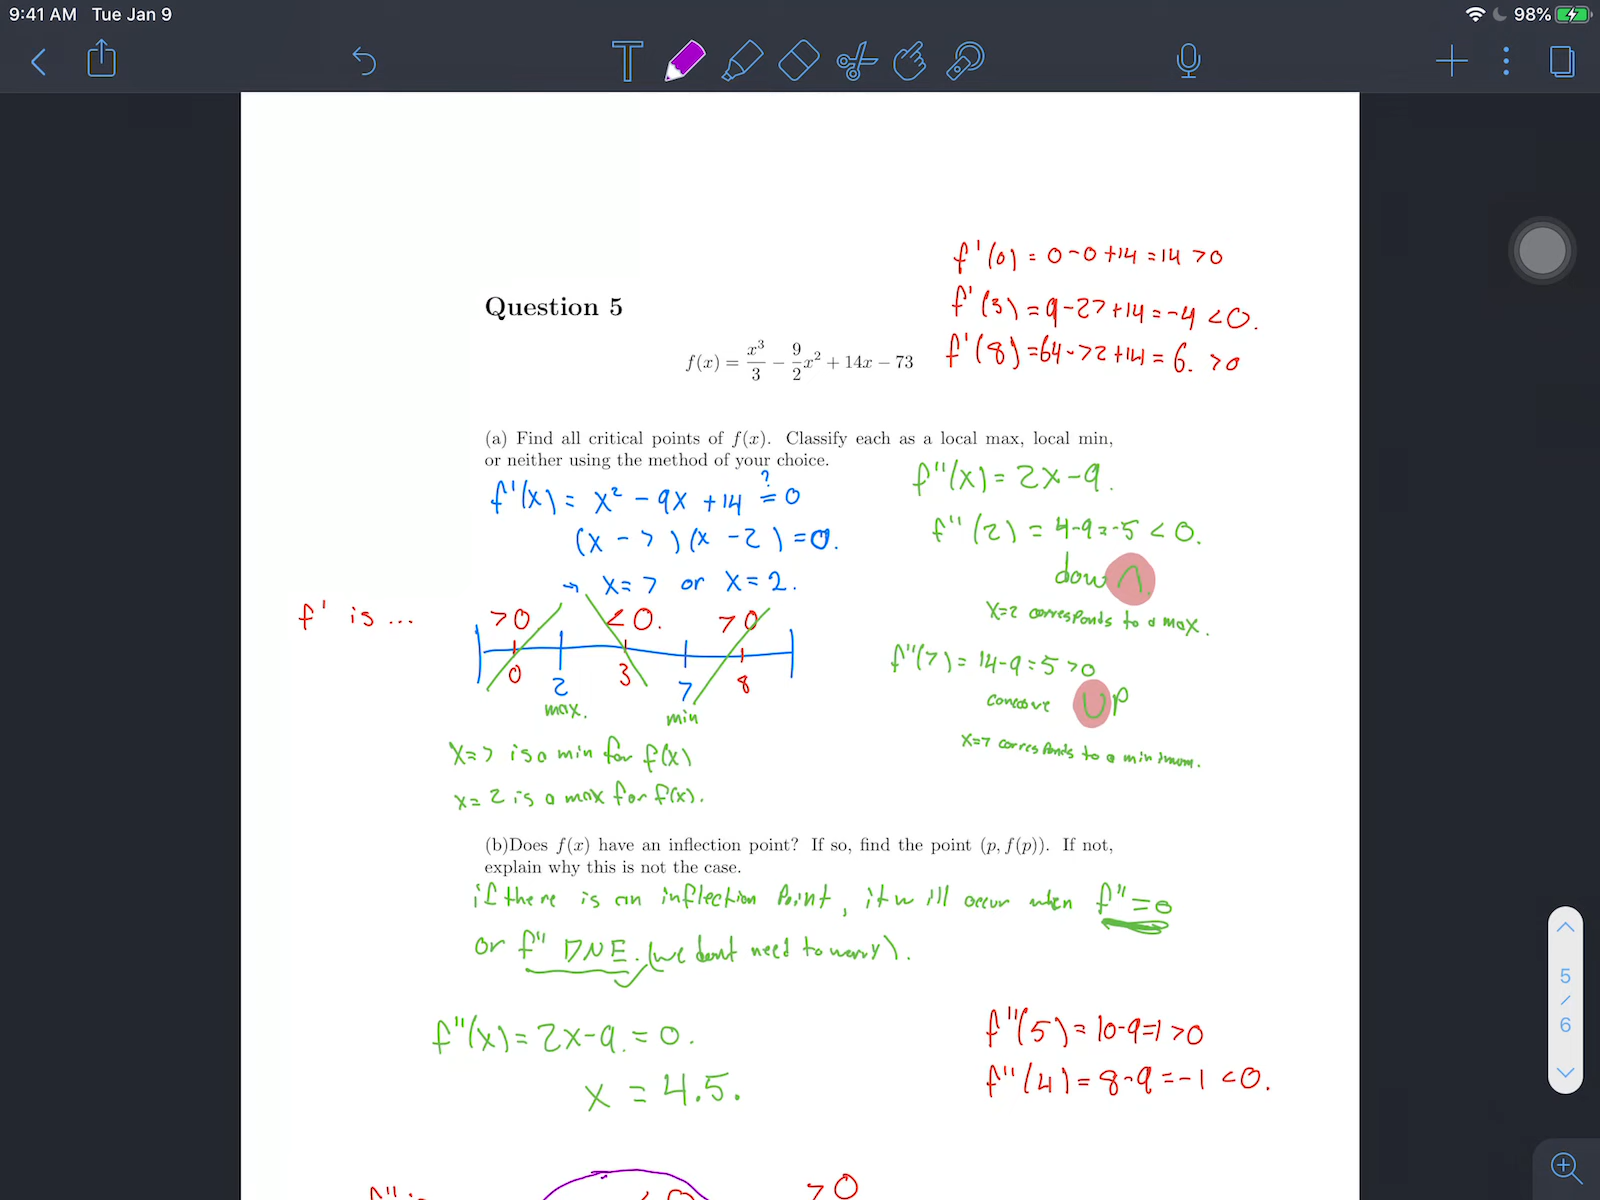 9:41 AM Tue Jan 9
98%
f'(0) = 0-0+14 = 14 >0
f'(3) = 9-27+14 = -4 <0.
f'(8) = 64-72+14 = 6. >0
Question 5
f(x) = x³/3 − 9/2 x² + 14x − 73
(a) Find all critical points of f(x). Classify each as a local max, local min,
or neither using the method of your choice.
f'(x) = x² - 9x + 14 ?= 0
(x - 7)(x - 2) = 0.
→ x = 7 or x = 2.
f' is ...
>0 <0. >0
0 2 3 7 8
max. min
x=7 is a min for f(x)
x=2 is a max for f(x).
f''(x) = 2x-9.
f''(2) = 4-9=-5 < 0.
down.
x=2 corresponds to a max.
f''(7) = 14-9=5 >0
concave UP
x=7 corresponds to a minimum.
(b)Does f(x) have an inflection point? If so, find the point (p, f(p)). If not,
explain why this is not the case.
if there is an inflection point, it will occur when f''=0
or f'' DNE. (we dont need to worry).
f''(x) = 2x-9. = 0.
x = 4.5.
f''(5) = 10-9=1 >0
f''(4) = 8-9 = -1 <0.
>0
5
/
6